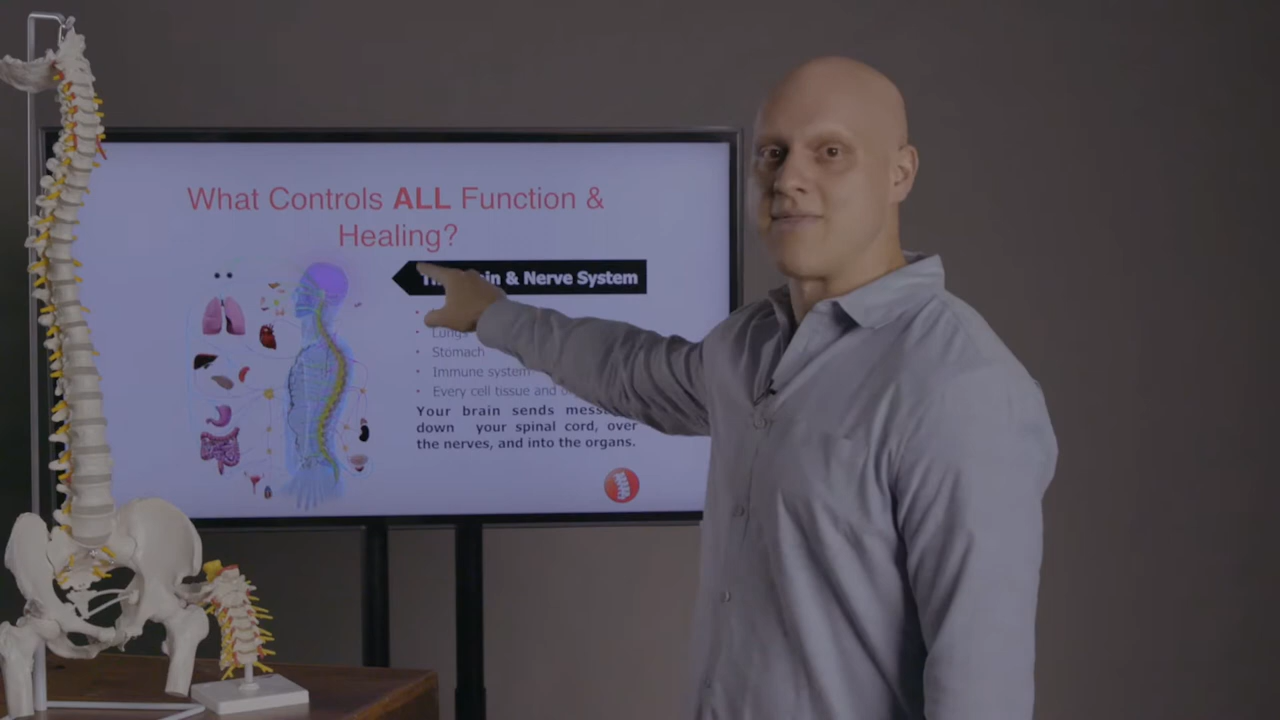 What Controls ALL Function &
Healing?
& Nerve System
Lungs
Stomach
Immune system
Every cell tissue and
Your brain sends
down your spinal cord, over
the nerves, and into the organs.